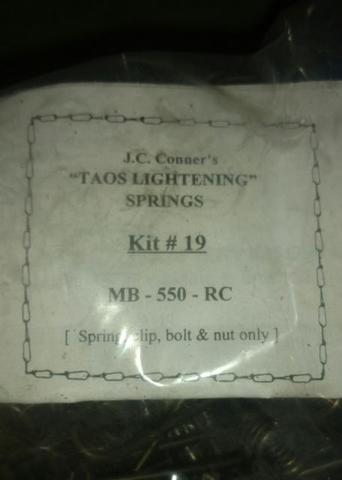 J.C. Conner's
"TAOS LIGHTENING"
SPRINGS
Kit # 19
MB - 550 - RC
[ Spring, clip, bolt & nut only ]